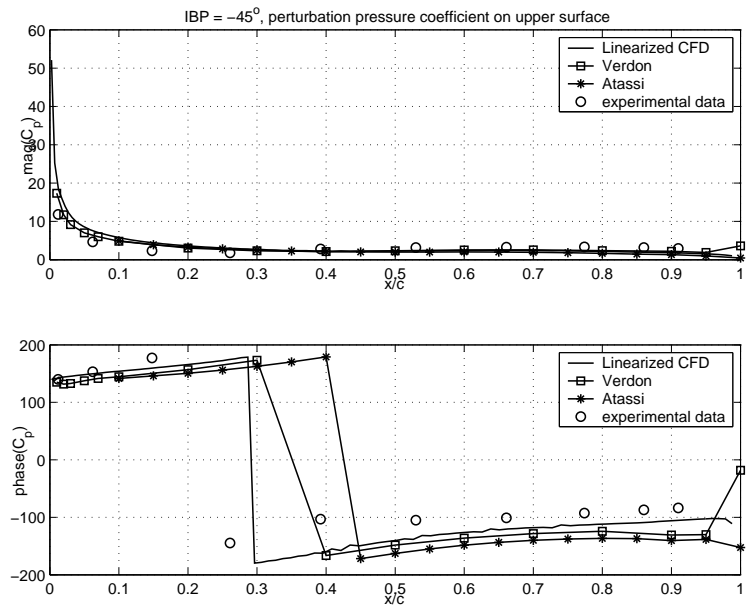 IBP = −45°, perturbation pressure coefficient on upper surface
60
50
40
30
20
10
0
mag(C_p)
Linearized CFD
Verdon
Atassi
experimental data
0 0.1 0.2 0.3 0.4 0.5 0.6 0.7 0.8 0.9 1
x/c
200
100
0
−100
−200
phase(C_p)
Linearized CFD
Verdon
Atassi
experimental data
0 0.1 0.2 0.3 0.4 0.5 0.6 0.7 0.8 0.9 1
x/c